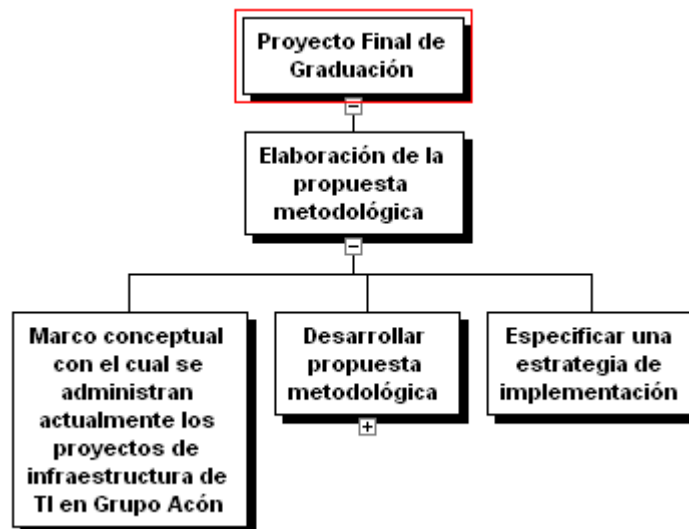 Proyecto Final de
Graduación
Elaboración de la
propuesta
metodológica
Marco conceptual
con el cual se
administran
actualmente los
proyectos de
infraestructura de
TI en Grupo Acón
Desarrollar
propuesta
metodológica
Especificar una
estrategia de
implementación